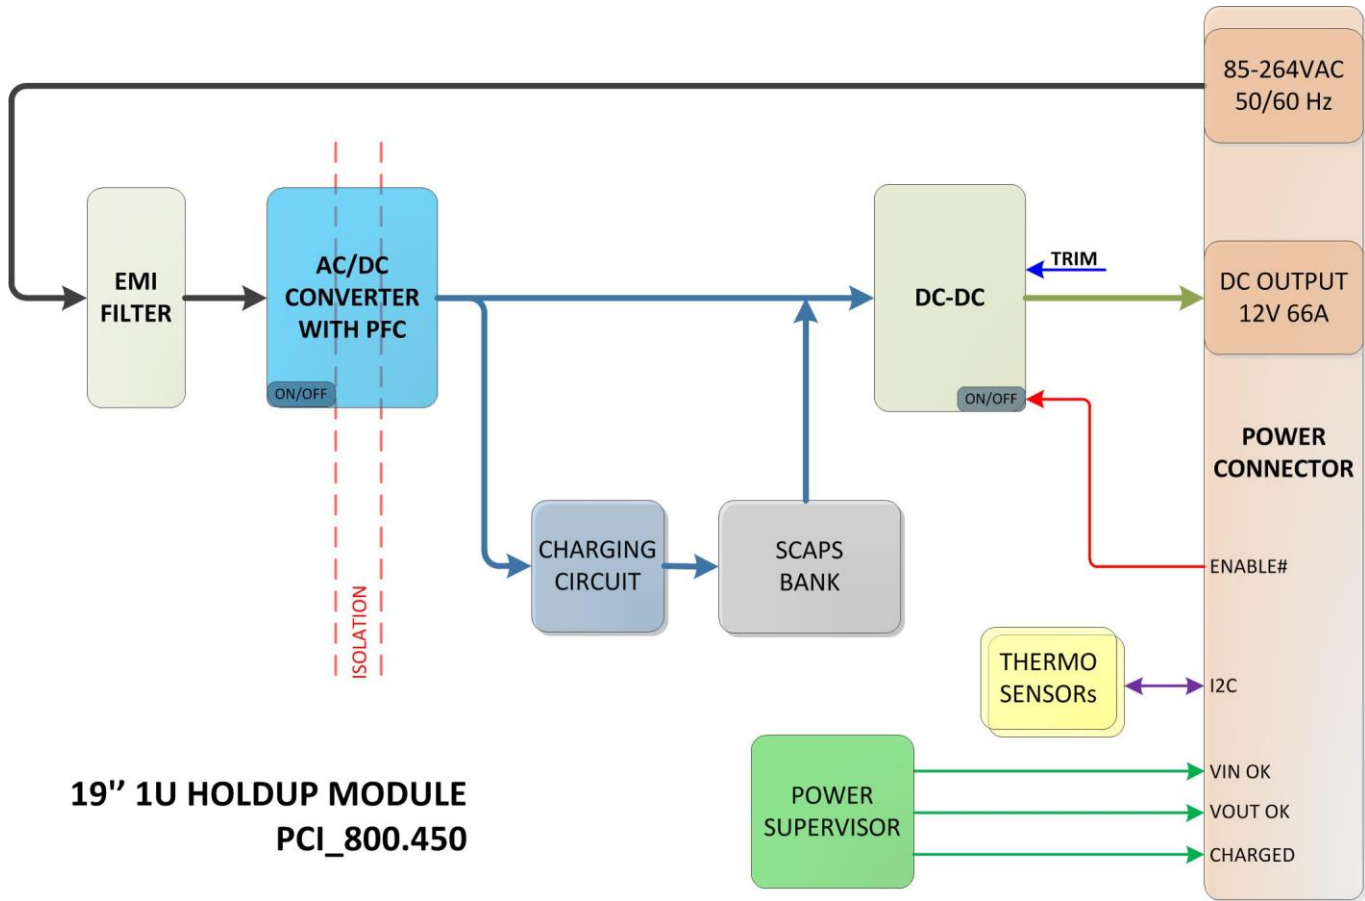 85-264VAC
50/60 Hz
EMI
FILTER
AC/DC
CONVERTER
WITH PFC
ON/OFF
DC-DC
ON/OFF
TRIM
DC OUTPUT
12V 66A
POWER
CONNECTOR
CHARGING
CIRCUIT
SCAPS
BANK
ISOLATION
ENABLE#
THERMO
SENSORs
I2C
POWER
SUPERVISOR
VIN OK
VOUT OK
CHARGED
19'' 1U HOLDUP MODULE
PCI_800.450